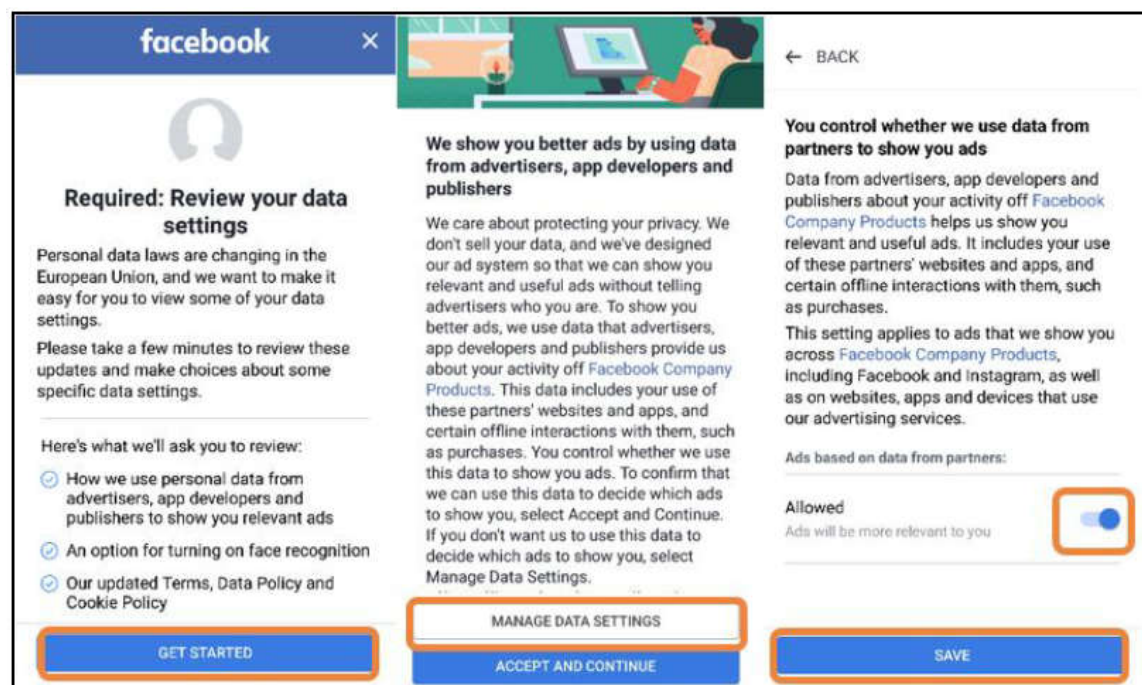 facebook
×
Required: Review your data
settings
Personal data laws are changing in the
European Union, and we want to make it
easy for you to view some of your data
settings.
Please take a few minutes to review these
updates and make choices about some
specific data settings.
Here's what we'll ask you to review:
How we use personal data from
advertisers, app developers and
publishers to show you relevant ads
An option for turning on face recognition
Our updated Terms, Data Policy and
Cookie Policy
GET STARTED
We show you better ads by using data
from advertisers, app developers and
publishers
We care about protecting your privacy. We
don't sell your data, and we've designed
our ad system so that we can show you
relevant and useful ads without telling
advertisers who you are. To show you
better ads, we use data that advertisers,
app developers and publishers provide us
about your activity off Facebook Company
Products. This data includes your use of
these partners' websites and apps, and
certain offline interactions with them, such
as purchases. You control whether we use
this data to show you ads. To confirm that
we can use this data to decide which ads
to show you, select Accept and Continue.
If you don't want us to use this data to
decide which ads to show you, select
Manage Data Settings.
MANAGE DATA SETTINGS
ACCEPT AND CONTINUE
← BACK
You control whether we use data from
partners to show you ads
Data from advertisers, app developers and
publishers about your activity off Facebook
Company Products helps us show you
relevant and useful ads. It includes your use
of these partners' websites and apps, and
certain offline interactions with them, such
as purchases.
This setting applies to ads that we show you
across Facebook Company Products,
including Facebook and Instagram, as well
as on websites, apps and devices that use
our advertising services.
Ads based on data from partners:
Allowed
Ads will be more relevant to you
SAVE